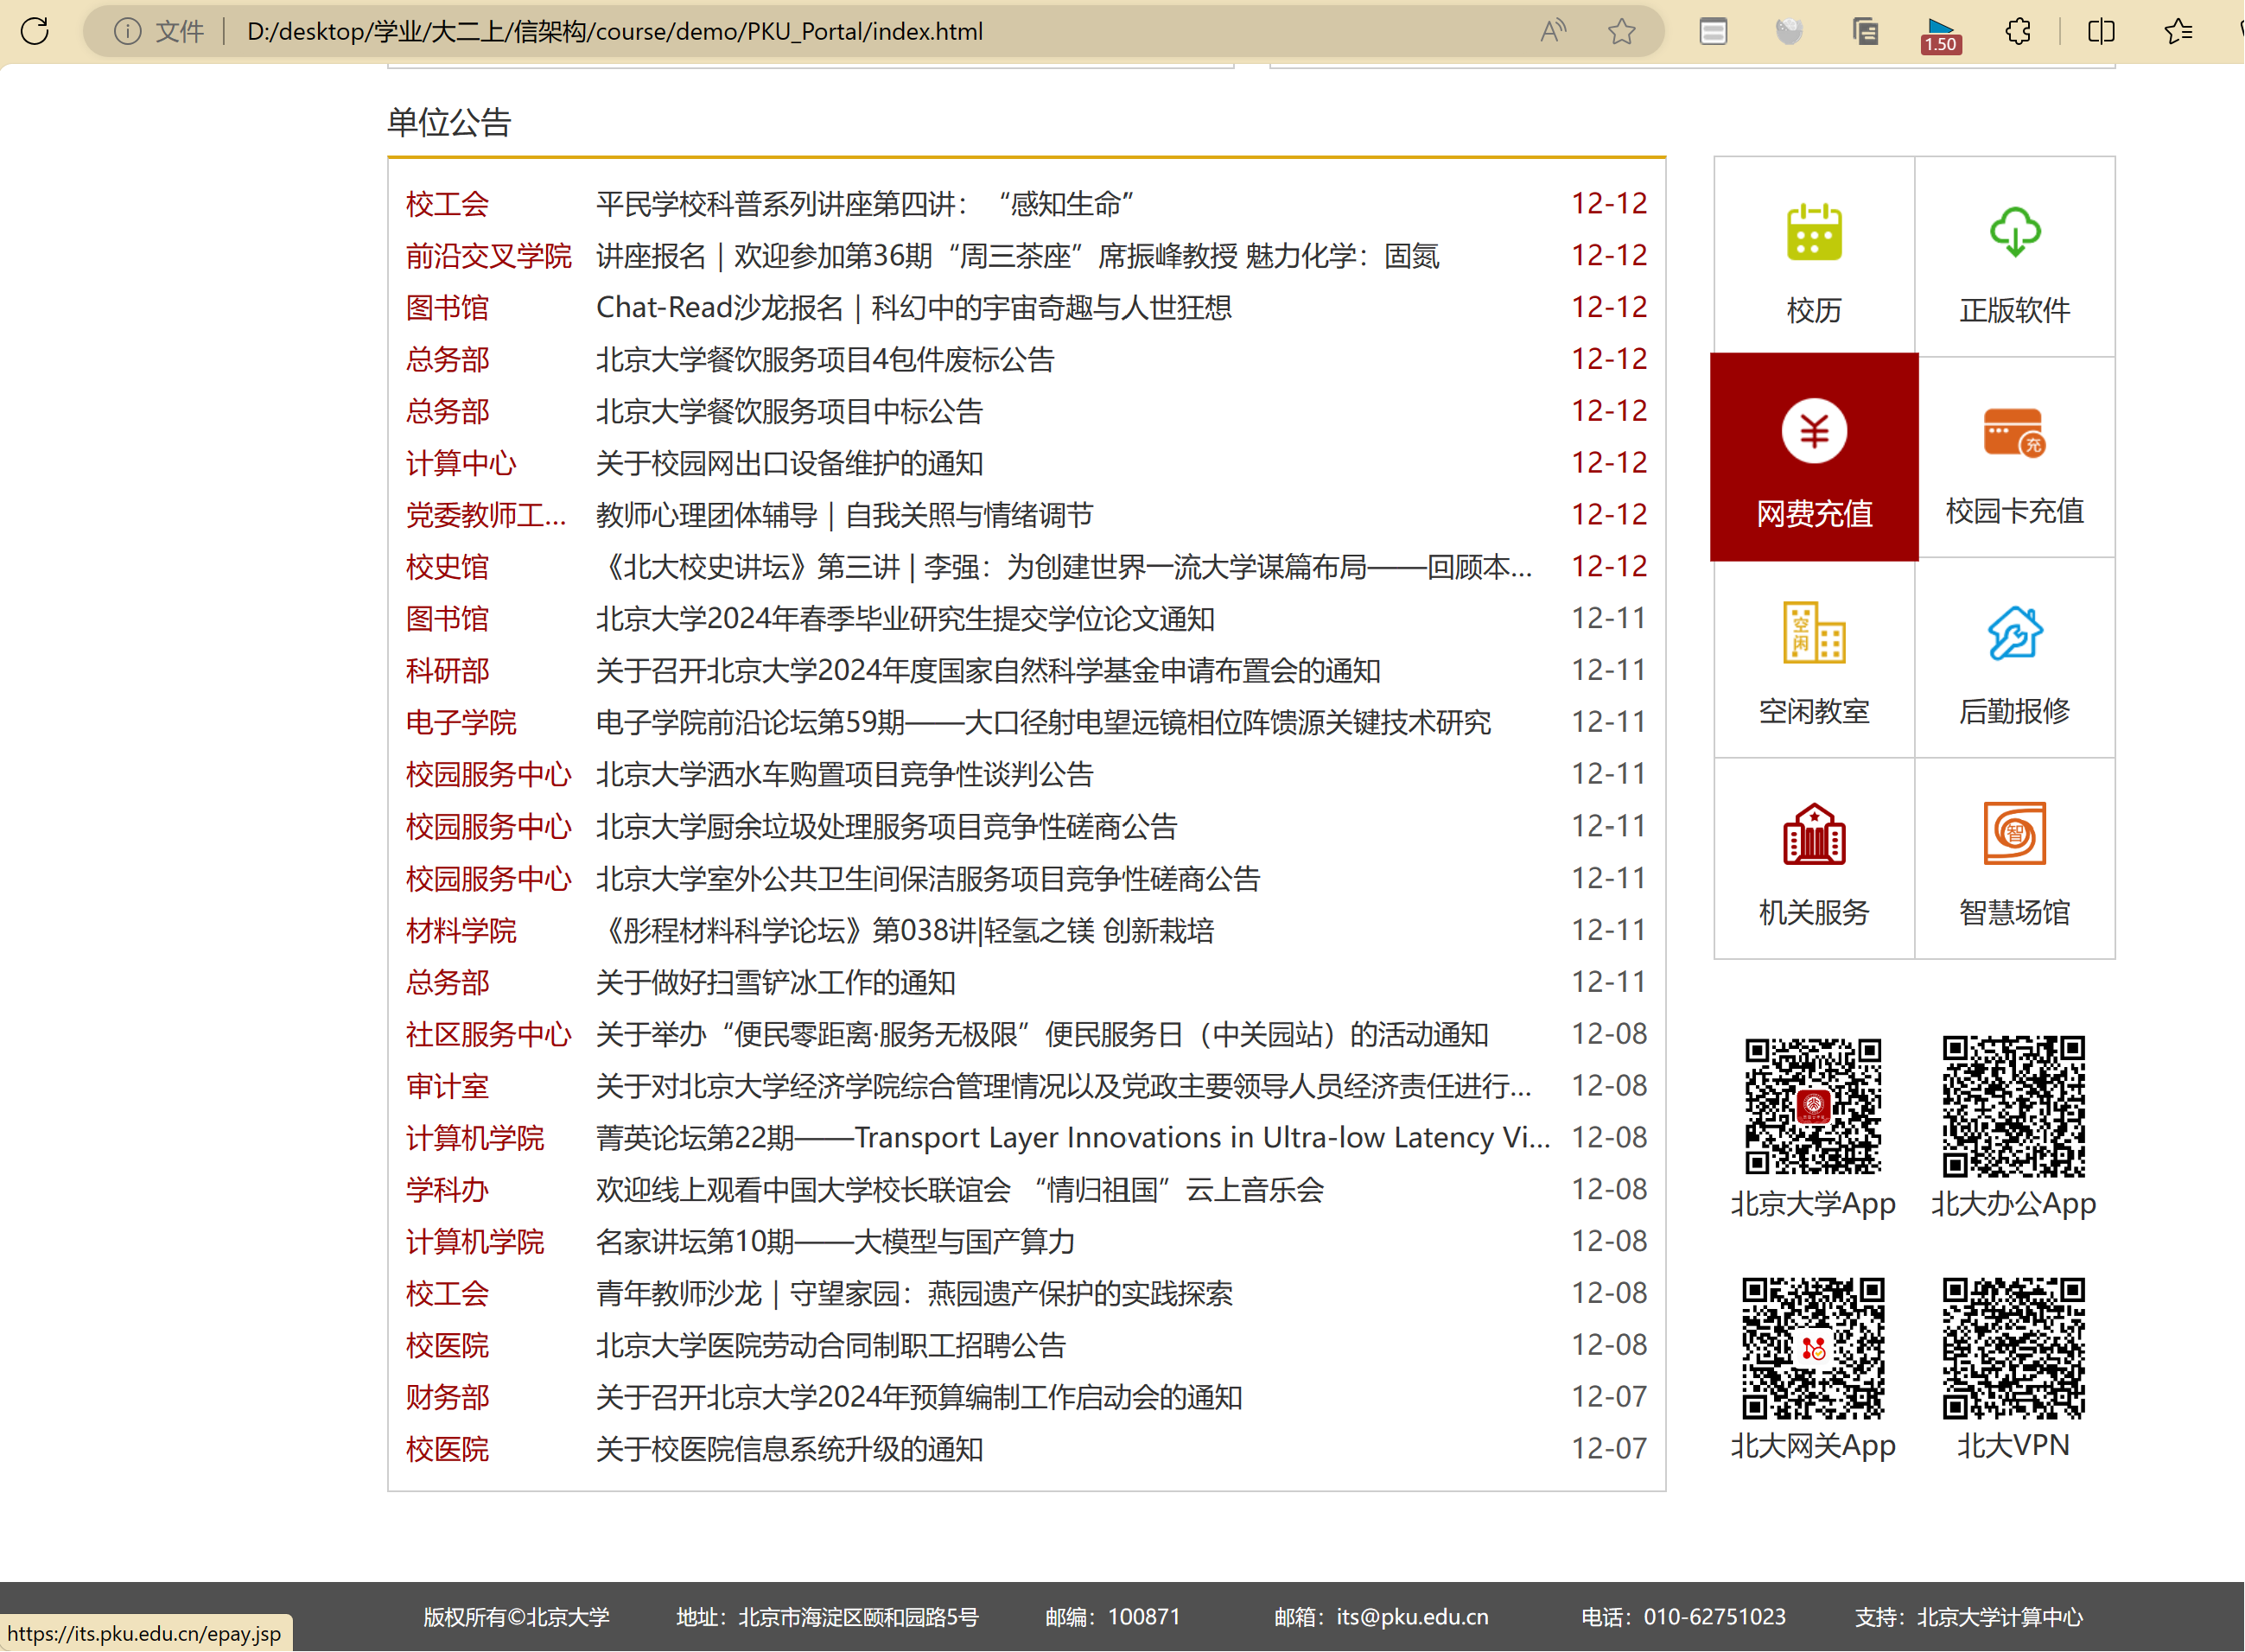 文件 D:/desktop/学业/大二上/信架构/course/demo/PKU_Portal/index.html
1.50
单位公告
校工会 平民学校科普系列讲座第四讲：“感知生命” 12-12
前沿交叉学院 讲座报名 | 欢迎参加第36期“周三茶座”席振峰教授 魅力化学：固氮 12-12
图书馆 Chat-Read沙龙报名 | 科幻中的宇宙奇趣与人世狂想 12-12
总务部 北京大学餐饮服务项目4包件废标公告 12-12
总务部 北京大学餐饮服务项目中标公告 12-12
计算中心 关于校园网出口设备维护的通知 12-12
党委教师工... 教师心理团体辅导 | 自我关照与情绪调节 12-12
校史馆 《北大校史讲坛》第三讲 | 李强：为创建世界一流大学谋篇布局——回顾本... 12-12
图书馆 北京大学2024年春季毕业研究生提交学位论文通知 12-11
科研部 关于召开北京大学2024年度国家自然科学基金申请布置会的通知 12-11
电子学院 电子学院前沿论坛第59期——大口径射电望远镜相位阵馈源关键技术研究 12-11
校园服务中心 北京大学洒水车购置项目竞争性谈判公告 12-11
校园服务中心 北京大学厨余垃圾处理服务项目竞争性磋商公告 12-11
校园服务中心 北京大学室外公共卫生间保洁服务项目竞争性磋商公告 12-11
材料学院 《彤程材料科学论坛》第038讲|轻氢之镁 创新栽培 12-11
总务部 关于做好扫雪铲冰工作的通知 12-11
社区服务中心 关于举办“便民零距离·服务无极限”便民服务日（中关园站）的活动通知 12-08
审计室 关于对北京大学经济学院综合管理情况以及党政主要领导人员经济责任进行... 12-08
计算机学院 菁英论坛第22期——Transport Layer Innovations in Ultra-low Latency Vi... 12-08
学科办 欢迎线上观看中国大学校长联谊会 “情归祖国”云上音乐会 12-08
计算机学院 名家讲坛第10期——大模型与国产算力 12-08
校工会 青年教师沙龙 | 守望家园：燕园遗产保护的实践探索 12-08
校医院 北京大学医院劳动合同制职工招聘公告 12-08
财务部 关于召开北京大学2024年预算编制工作启动会的通知 12-07
校医院 关于校医院信息系统升级的通知 12-07
校历 正版软件
¥ 充
网费充值 校园卡充值
空闲
空闲教室 后勤报修
智
机关服务 智慧场馆
北京大学App 北大办公App
北大网关App 北大VPN
版权所有©北京大学 地址：北京市海淀区颐和园路5号 邮编：100871 邮箱：its@pku.edu.cn 电话：010-62751023 支持：北京大学计算中心
https://its.pku.edu.cn/epay.jsp